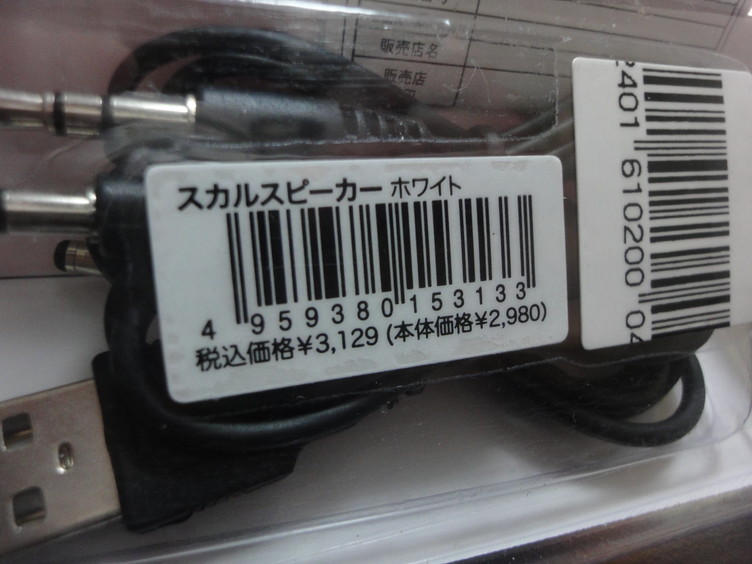 販売店名
販売店
スカルスピーカー ホワイト
4 959380 153133
税込価格¥3,129 (本体価格¥2,980)
2401 610200 04